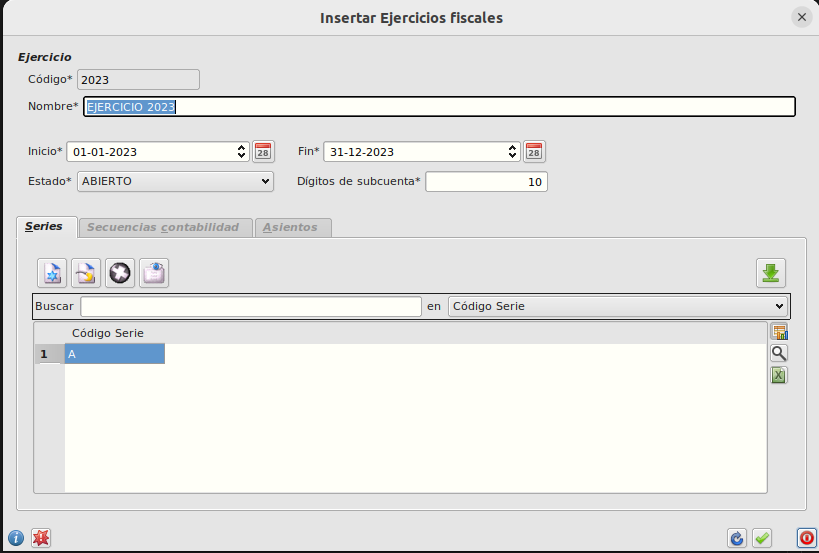 Insertar Ejercicios fiscales
Ejercicio
Código* 2023
Nombre* EJERCICIO 2023
Inicio* 01-01-2023 28 Fin* 31-12-2023 28
Estado* ABIERTO Dígitos de subcuenta* 10
Series Secuencias contabilidad Asientos
Buscar en Código Serie
Código Serie
1 A